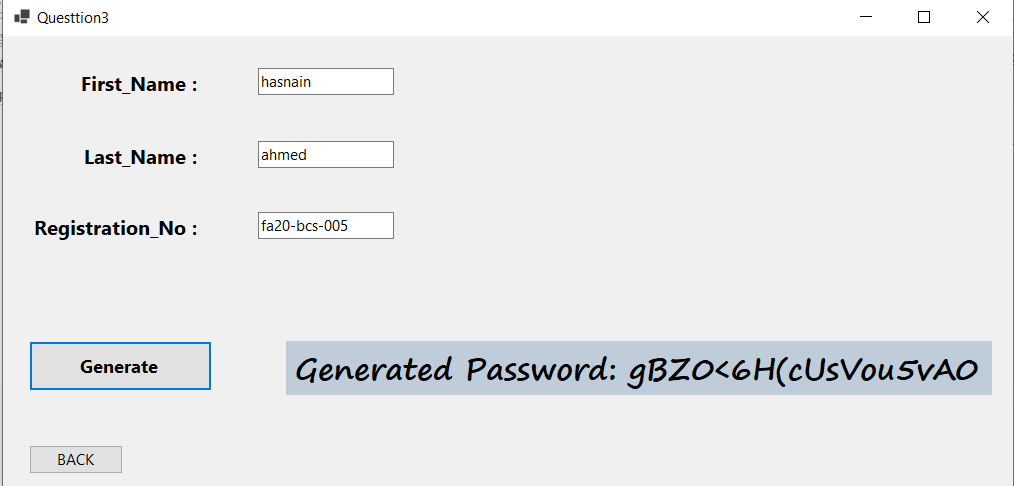 Questtion3
First_Name : hasnain
Last_Name : ahmed
Registration_No : fa20-bcs-005
Generate
Generated Password: gBZO<6H(cUsVou5vAO
BACK